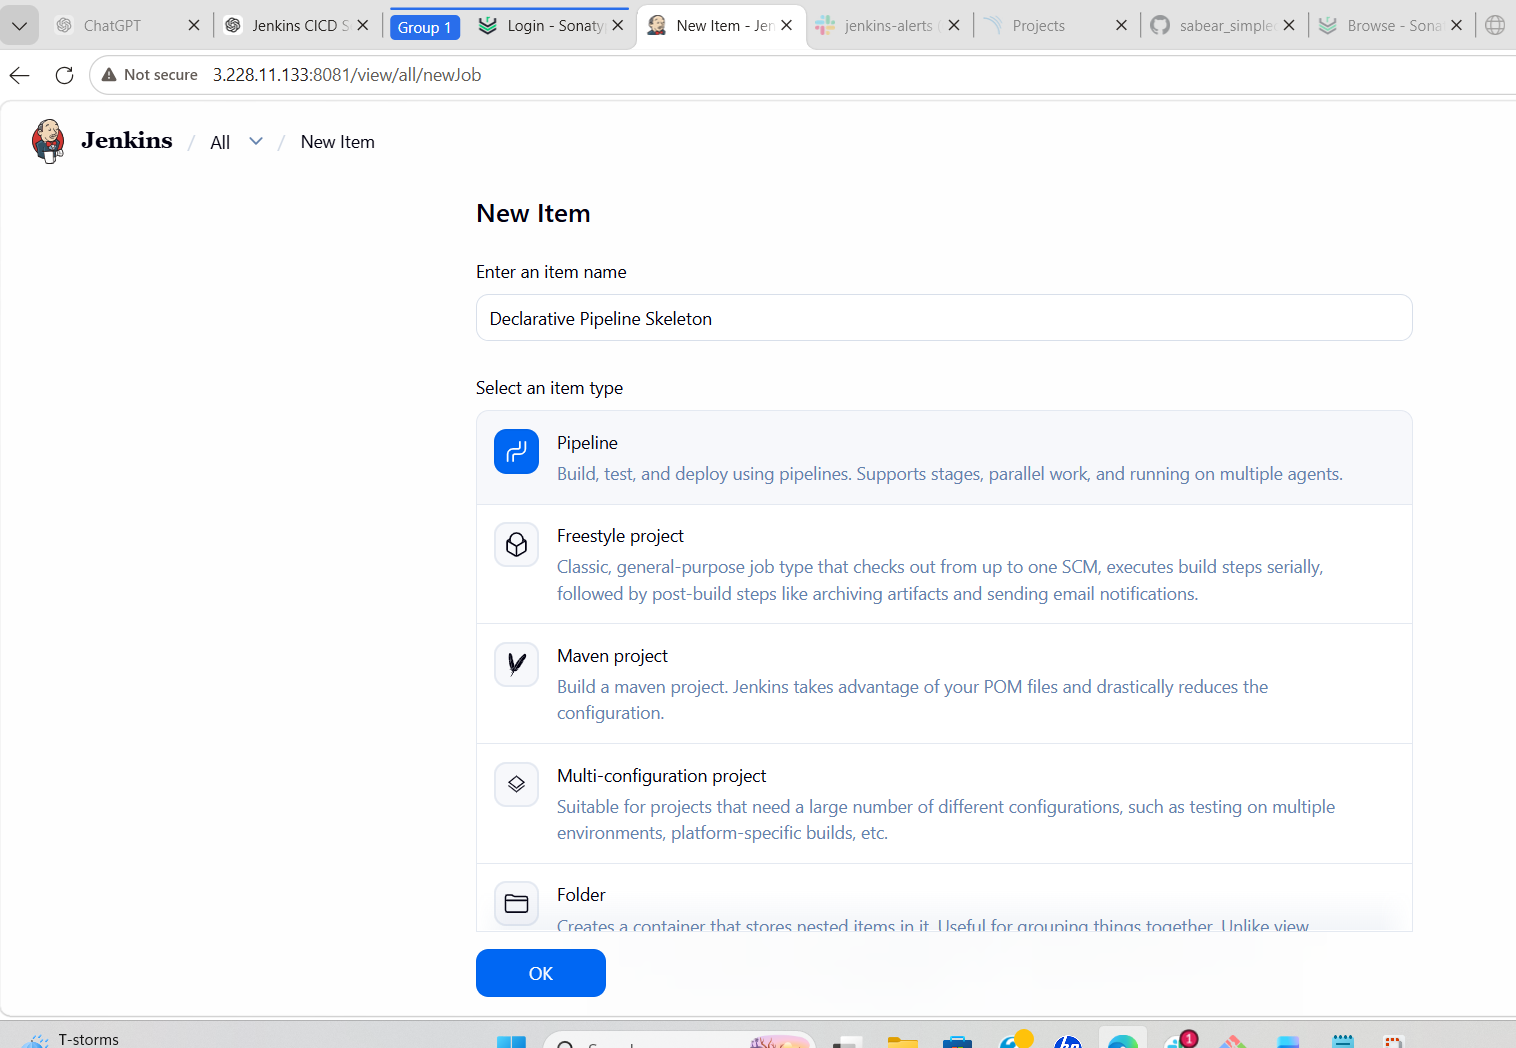 ChatGPT
Jenkins CICD S
Group 1
Login - Sonaty
New Item - Jen
jenkins-alerts (
Projects
sabear_simplec
Browse - Sona
Not secure
3.228.11.133:8081/view/all/newJob
Jenkins / All / New Item
New Item
Enter an item name
Declarative Pipeline Skeleton
Select an item type
Pipeline
Build, test, and deploy using pipelines. Supports stages, parallel work, and running on multiple agents.
Freestyle project
Classic, general-purpose job type that checks out from up to one SCM, executes build steps serially,
followed by post-build steps like archiving artifacts and sending email notifications.
Maven project
Build a maven project. Jenkins takes advantage of your POM files and drastically reduces the
configuration.
Multi-configuration project
Suitable for projects that need a large number of different configurations, such as testing on multiple
environments, platform-specific builds, etc.
Folder
Creates a container that stores nested items in it. Useful for grouping things together. Unlike view
OK
T-storms
hp
1